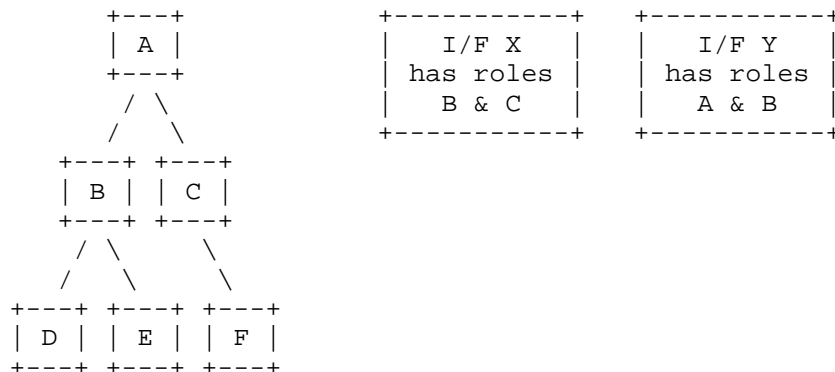 A
I/F X
has roles
B & C
I/F Y
has roles
A & B
B C
D E F